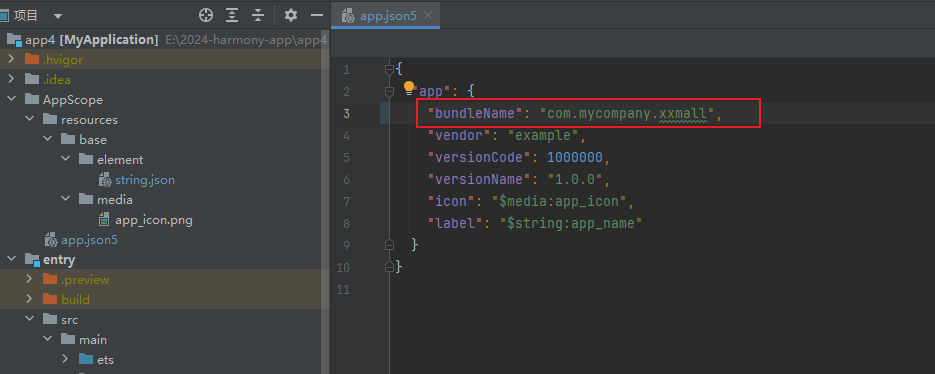 项目
app4 [MyApplication] E:\2024-harmony-app\app4
.hvigor
.idea
AppScope
resources
base
element
string.json
media
app_icon.png
app.json5
entry
.preview
build
src
main
ets
app.json5
1 {
2 "app": {
3 "bundleName": "com.mycompany.xxmall",
4 "vendor": "example",
5 "versionCode": 1000000,
6 "versionName": "1.0.0",
7 "icon": "$media:app_icon",
8 "label": "$string:app_name"
9 }
10 }
11